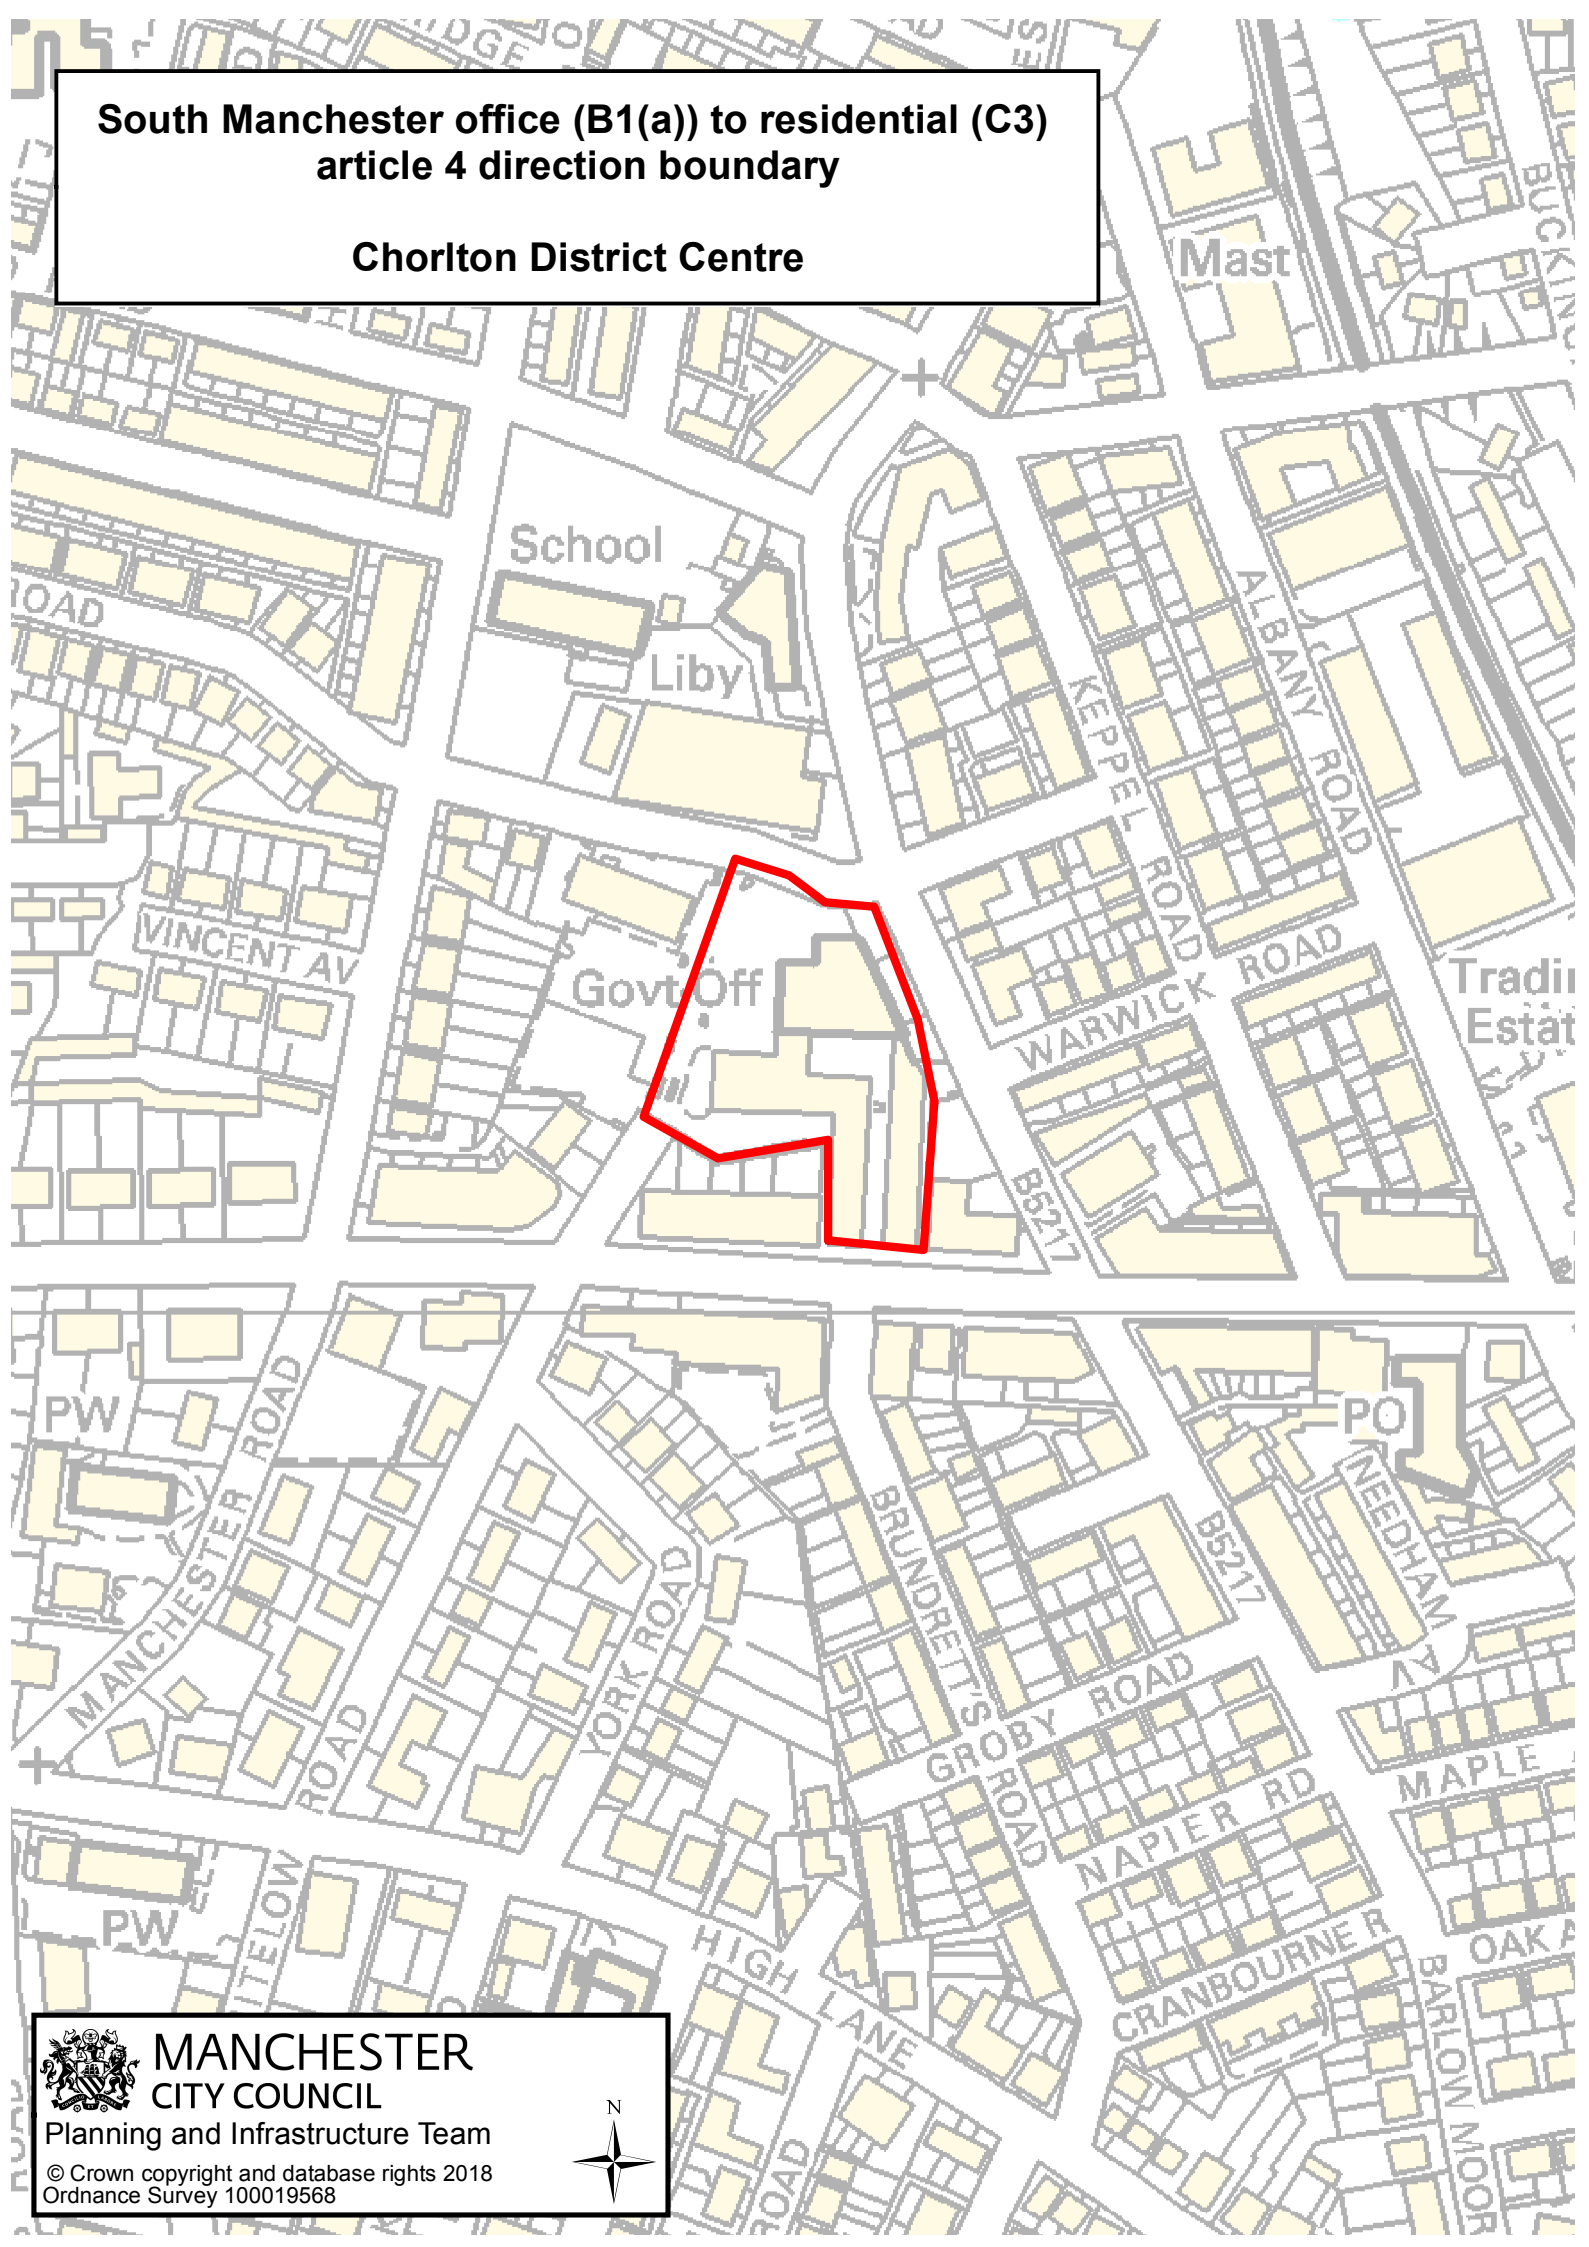 South Manchester office (B1(a)) to residential (C3)
article 4 direction boundary
Chorlton District Centre
Mast
School
ROAD
Liby
ALBANY ROAD
KEPPEL ROAD
VINCENT AV
Govt Off
WARWICK ROAD
B5217
PW
MANCHESTER ROAD
PO
NEEDHAM AV
B5217
BRUNDRETT'S ROAD
YORK ROAD
GROBY ROAD
ROAD
MAPLE
NAPIER RD
PW
HIGH LANE
CRANBOURNE R
OAK A
BARLOW MOOR
ROAD
MANCHESTER
CITY COUNCIL
Planning and Infrastructure Team
© Crown copyright and database rights 2018
Ordnance Survey 100019568
N